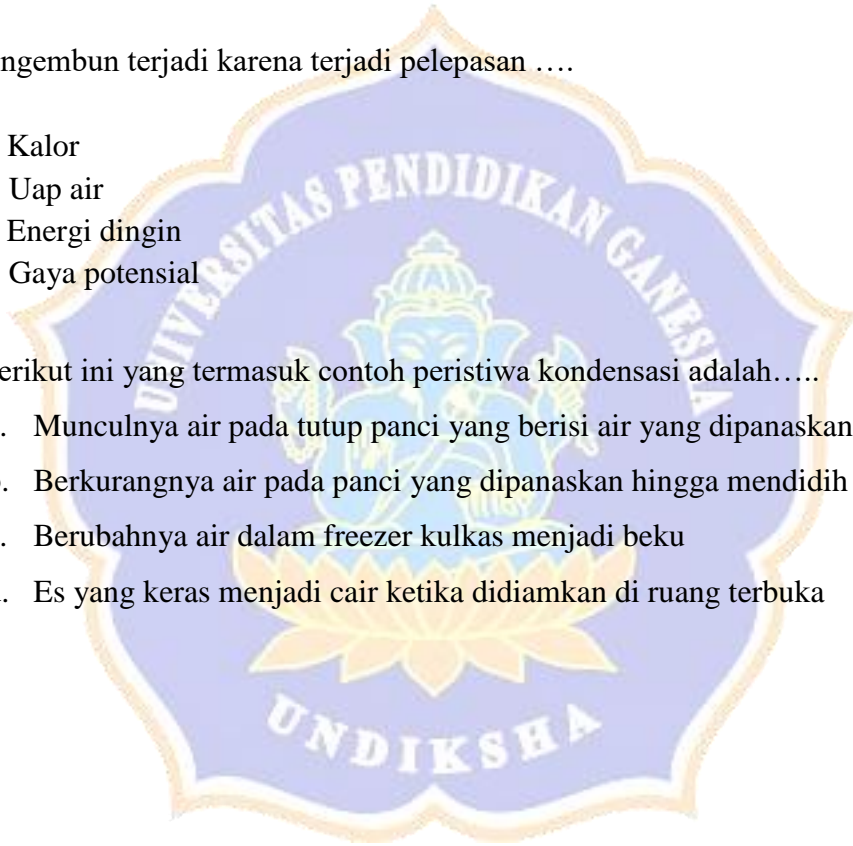 ngembun terjadi karena terjadi pelepasan ….
Kalor
Uap air
Energi dingin
Gaya potensial
erikut ini yang termasuk contoh peristiwa kondensasi adalah…..
. Munculnya air pada tutup panci yang berisi air yang dipanaskan
. Berkurangnya air pada panci yang dipanaskan hingga mendidih
. Berubahnya air dalam freezer kulkas menjadi beku
. Es yang keras menjadi cair ketika didiamkan di ruang terbuka
UNIVERSITAS PENDIDIKAN GANESHA
UNDIKSHA